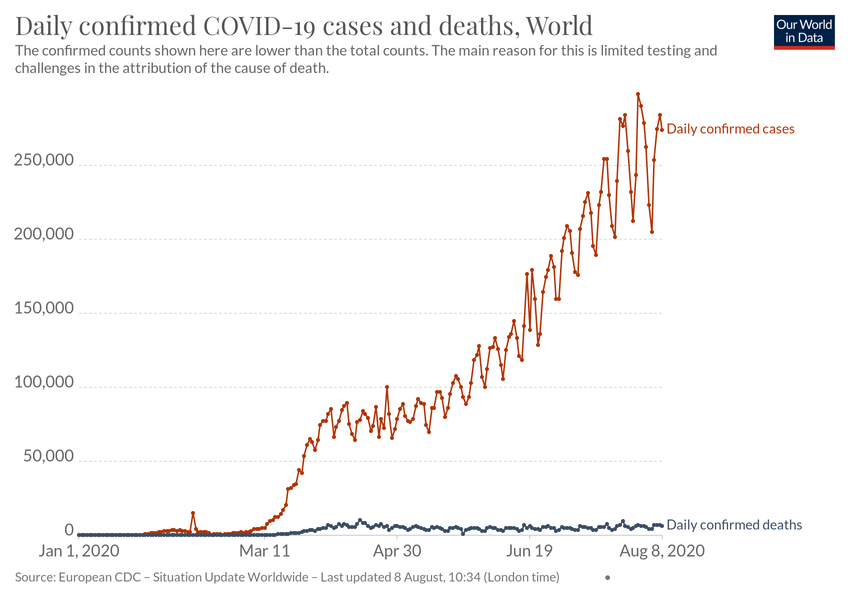 Daily confirmed COVID-19 cases and deaths, World
Our World
in Data
The confirmed counts shown here are lower than the total counts. The main reason for this is limited testing and
challenges in the attribution of the cause of death.
Daily confirmed cases
250,000
200,000
150,000
100,000
50,000
0
Daily confirmed deaths
Jan 1, 2020
Mar 11
Apr 30
Jun 19
Aug 8, 2020
Source: European CDC – Situation Update Worldwide – Last updated 8 August, 10:34 (London time)